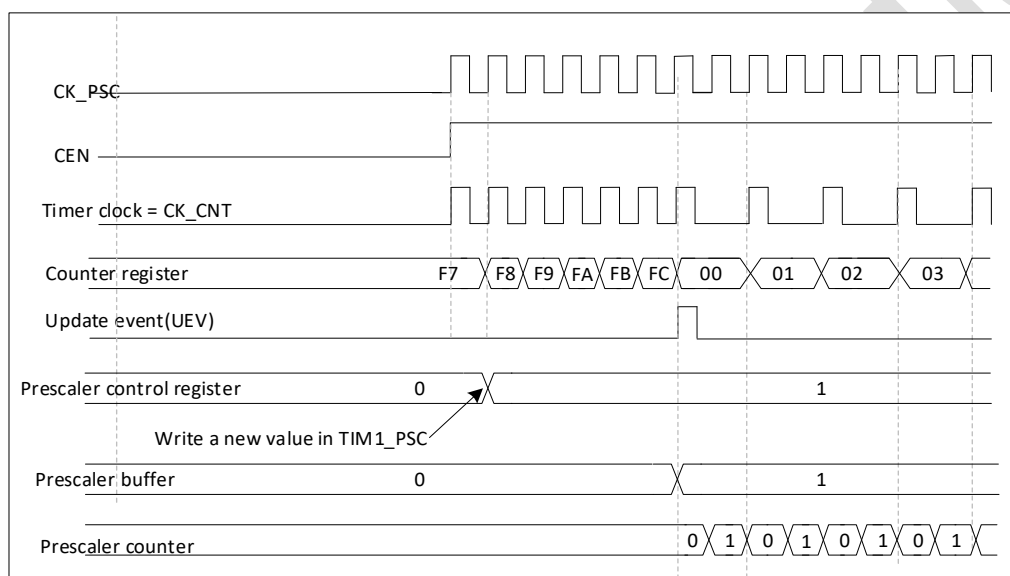 CK_PSC
CEN
Timer clock = CK_CNT
Counter register F7 F8 F9 FA FB FC 00 01 02 03
Update event(UEV)
Prescaler control register 0 1
Write a new value in TIM1_PSC
Prescaler buffer 0 1
Prescaler counter 0 1 0 1 0 1 0 1